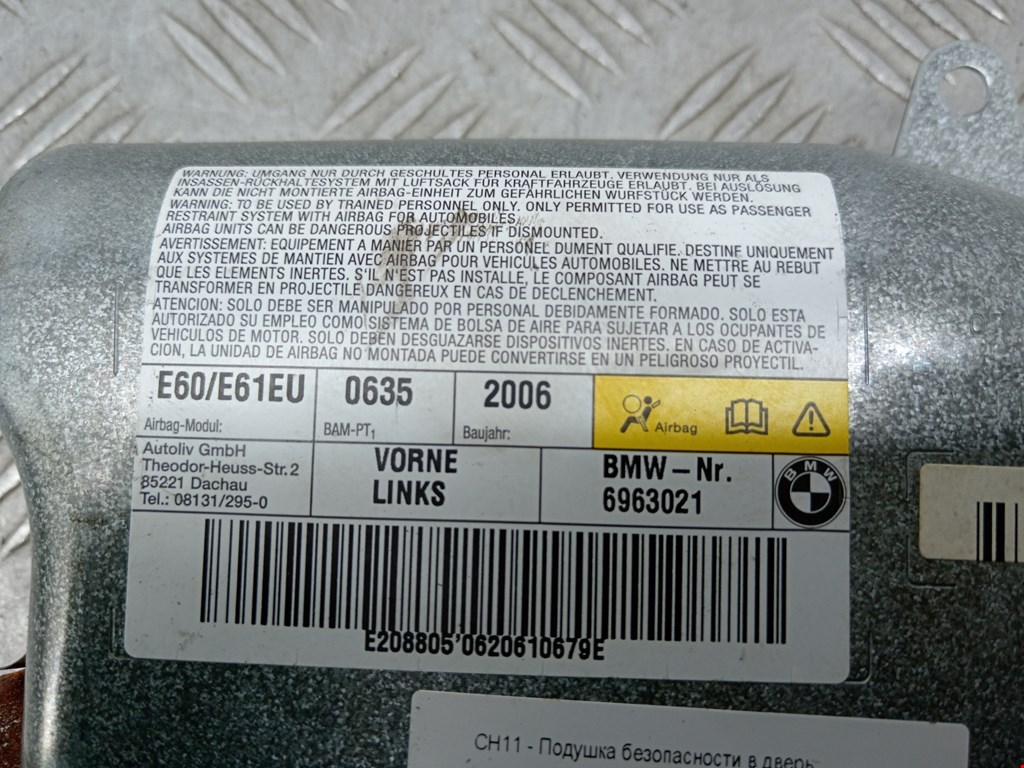 WARNUNG: UMGANG NUR DURCH GESCHULTES PERSONAL ERLAUBT. VERWENDUNG NUR ALS
INSASSEN-RÜCKHALTESYSTEM MIT LUFTSACK FÜR KRAFTFAHRZEUGE ERLAUBT. BEI AUSLÖSUNG
KANN DIE NICHT MONTIERTE AIRBAG-EINHEIT ZUM GEFÄHRLICHEN WURFSTÜCK WERDEN.
WARNING: TO BE USED BY TRAINED PERSONNEL ONLY. ONLY PERMITTED FOR USE AS PASSENGER
RESTRAINT SYSTEM WITH AIRBAG FOR AUTOMOBILES.
AIRBAG UNITS CAN BE DANGEROUS PROJECTILES IF DISMOUNTED.
AVERTISSEMENT: EQUIPEMENT A MANIER PAR UN PERSONEL DUMENT QUALIFIE. DESTINF UNIQUEMENT
AUX SYSTEMES DE MANTIEN AVEC AIRBAG POUR VEHICULES AUTOMOBILES. NE METTRE AU REBUT
QUE LES ELEMENTS INERTES. S'IL N'EST PAS INSTALLE, LE COMPOSANT AIRBAG PEUT SE
TRANSFORMER EN PROJECTILE DANGEREUX EN CAS DE DECLENCHEMENT.
ATENCION: SOLO DEBE SER MANIPULADO POR PERSONAL DEBIDAMENTE FORMADO. SOLO ESTA
AUTORIZADO SU EMPLEO COMO SISTEMA DE BOLSA DE AIRE PARA SUJETAR A LOS OCUPANTES DE
VEHICULOS DE MOTOR. SOLO DEBEN DESGUAZARSE DISPOSITIVOS INERTES. EN CASO DE ACTIVA-
CION, LA UNIDAD DE AIRBAG NO MONTADA PUEDE CONVERTIRSE EN UN PELIGROSO PROYECTIL.
E60/E61EU 0635 2006
Airbag-Modul: BAM-PT1 Baujahr: Airbag
Autoliv GmbH
Theodor-Heuss-Str.2
85221 Dachau
Tel.: 08131/295-0
VORNE
LINKS
BMW-Nr.
6963021
BMW
E208805'0620610679E
CH11 - Подушка безопасности в дверь